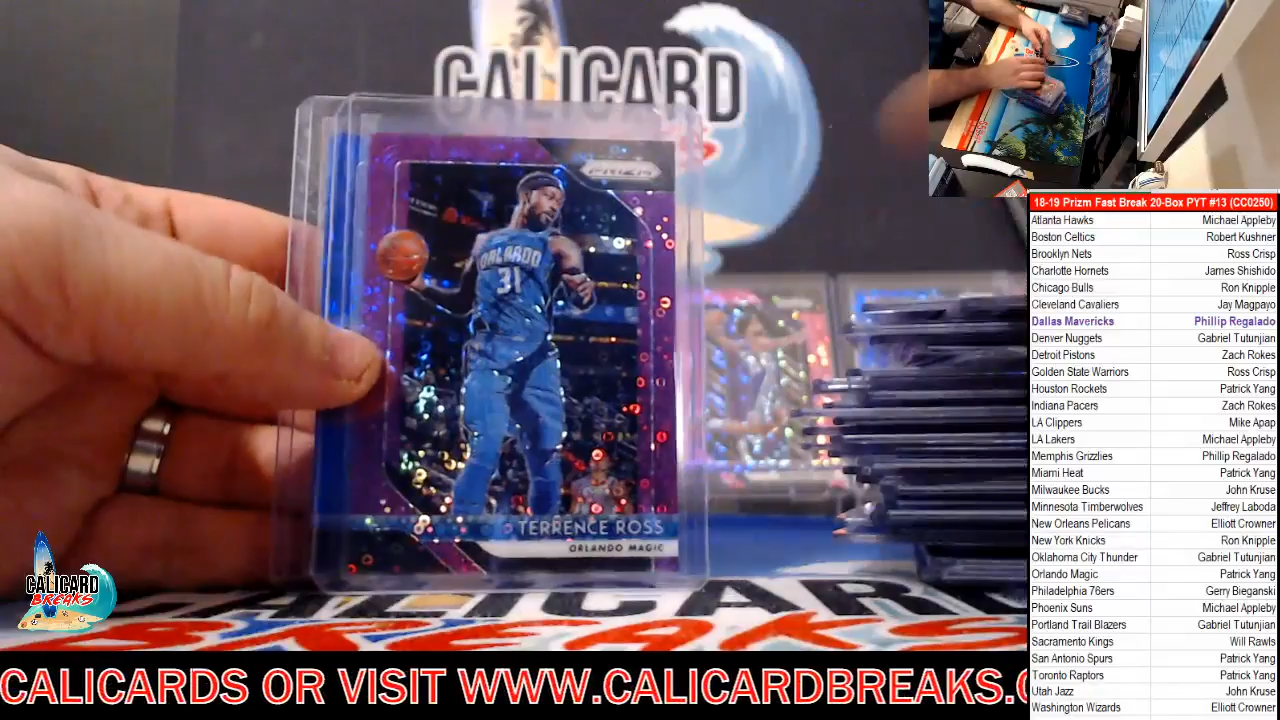 CALICARD
PRIZM
ORLANDO
31
TERRENCE ROSS
ORLANDO MAGIC
CALICARD
BREAKS
CALICARD
BREAKS
CALICARDS OR VISIT WWW.CALICARDBREAKS.
18-19 Prizm Fast Break 20-Box PYT #13 (CC0250)
Atlanta Hawks Michael Appleby
Boston Celtics Robert Kushner
Brooklyn Nets Ross Crisp
Charlotte Hornets James Shishido
Chicago Bulls Ron Knipple
Cleveland Cavaliers Jay Magpayo
Dallas Mavericks Phillip Regalado
Denver Nuggets Gabriel Tutunjian
Detroit Pistons Zach Rokes
Golden State Warriors Ross Crisp
Houston Rockets Patrick Yang
Indiana Pacers Zach Rokes
LA Clippers Mike Apap
LA Lakers Michael Appleby
Memphis Grizzlies Phillip Regalado
Miami Heat Patrick Yang
Milwaukee Bucks John Kruse
Minnesota Timberwolves Jeffrey Laboda
New Orleans Pelicans Elliott Crowner
New York Knicks Ron Knipple
Oklahoma City Thunder Gabriel Tutunjian
Orlando Magic Patrick Yang
Philadelphia 76ers Gerry Bieganski
Phoenix Suns Michael Appleby
Portland Trail Blazers Gabriel Tutunjian
Sacramento Kings Will Rawls
San Antonio Spurs Patrick Yang
Toronto Raptors Patrick Yang
Utah Jazz John Kruse
Washington Wizards Elliott Crowner